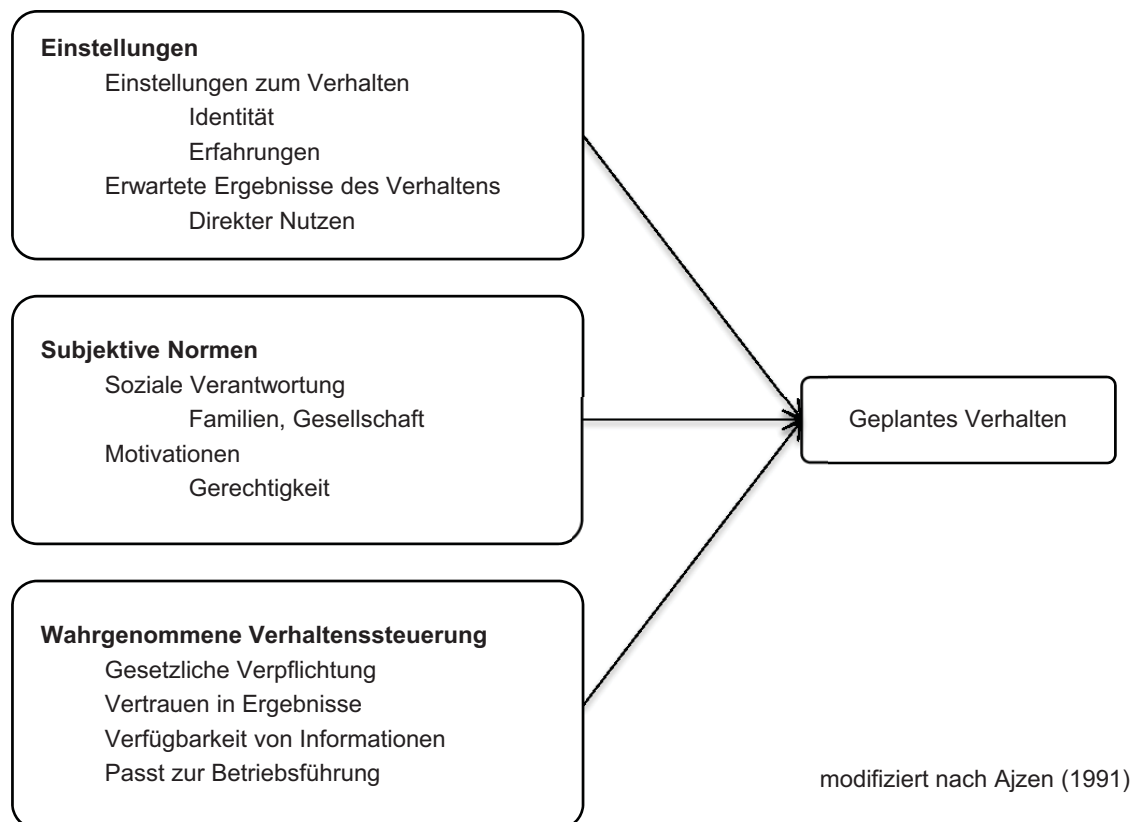 Einstellungen
Einstellungen zum Verhalten
Identität
Erfahrungen
Erwartete Ergebnisse des Verhaltens
Direkter Nutzen
Subjektive Normen
Soziale Verantwortung
Familien, Gesellschaft
Motivationen
Gerechtigkeit
Geplantes Verhalten
Wahrgenommene Verhaltenssteuerung
Gesetzliche Verpflichtung
Vertrauen in Ergebnisse
Verfügbarkeit von Informationen
Passt zur Betriebsführung
modifiziert nach Ajzen (1991)